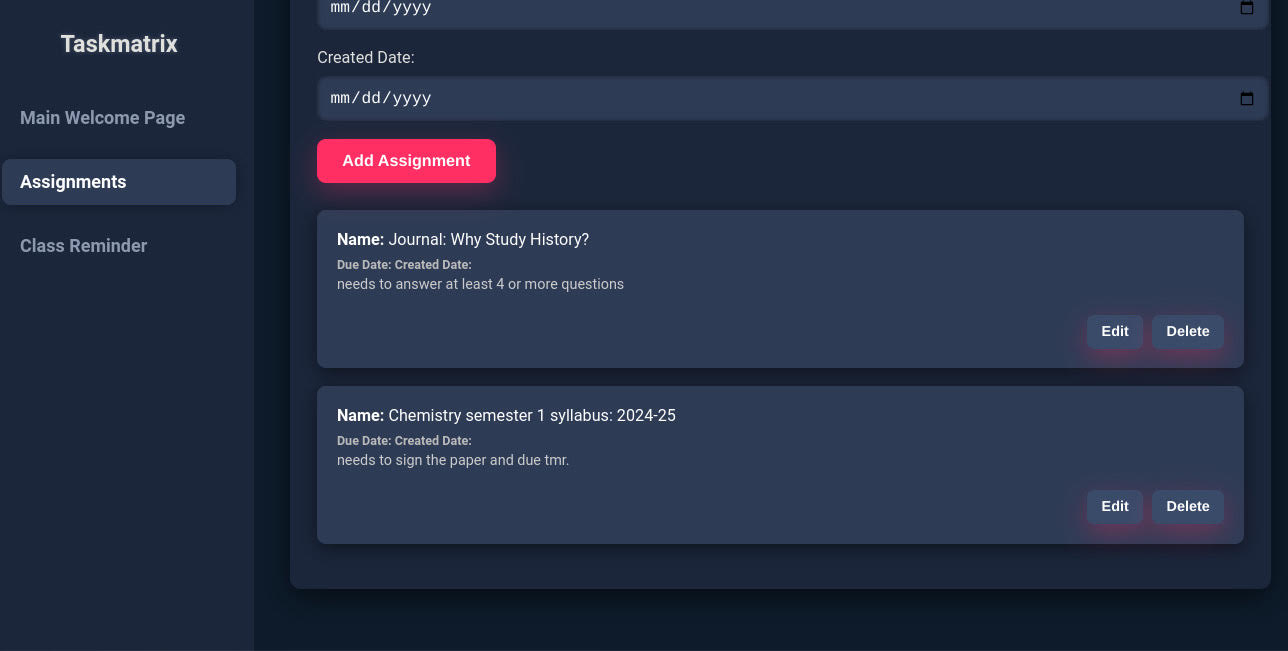 Taskmatrix
Main Welcome Page
Assignments
Class Reminder
mm/dd/yyyy
Created Date:
mm/dd/yyyy
Add Assignment
Name: Journal: Why Study History?
Due Date: Created Date:
needs to answer at least 4 or more questions
Edit Delete
Name: Chemistry semester 1 syllabus: 2024-25
Due Date: Created Date:
needs to sign the paper and due tmr.
Edit Delete